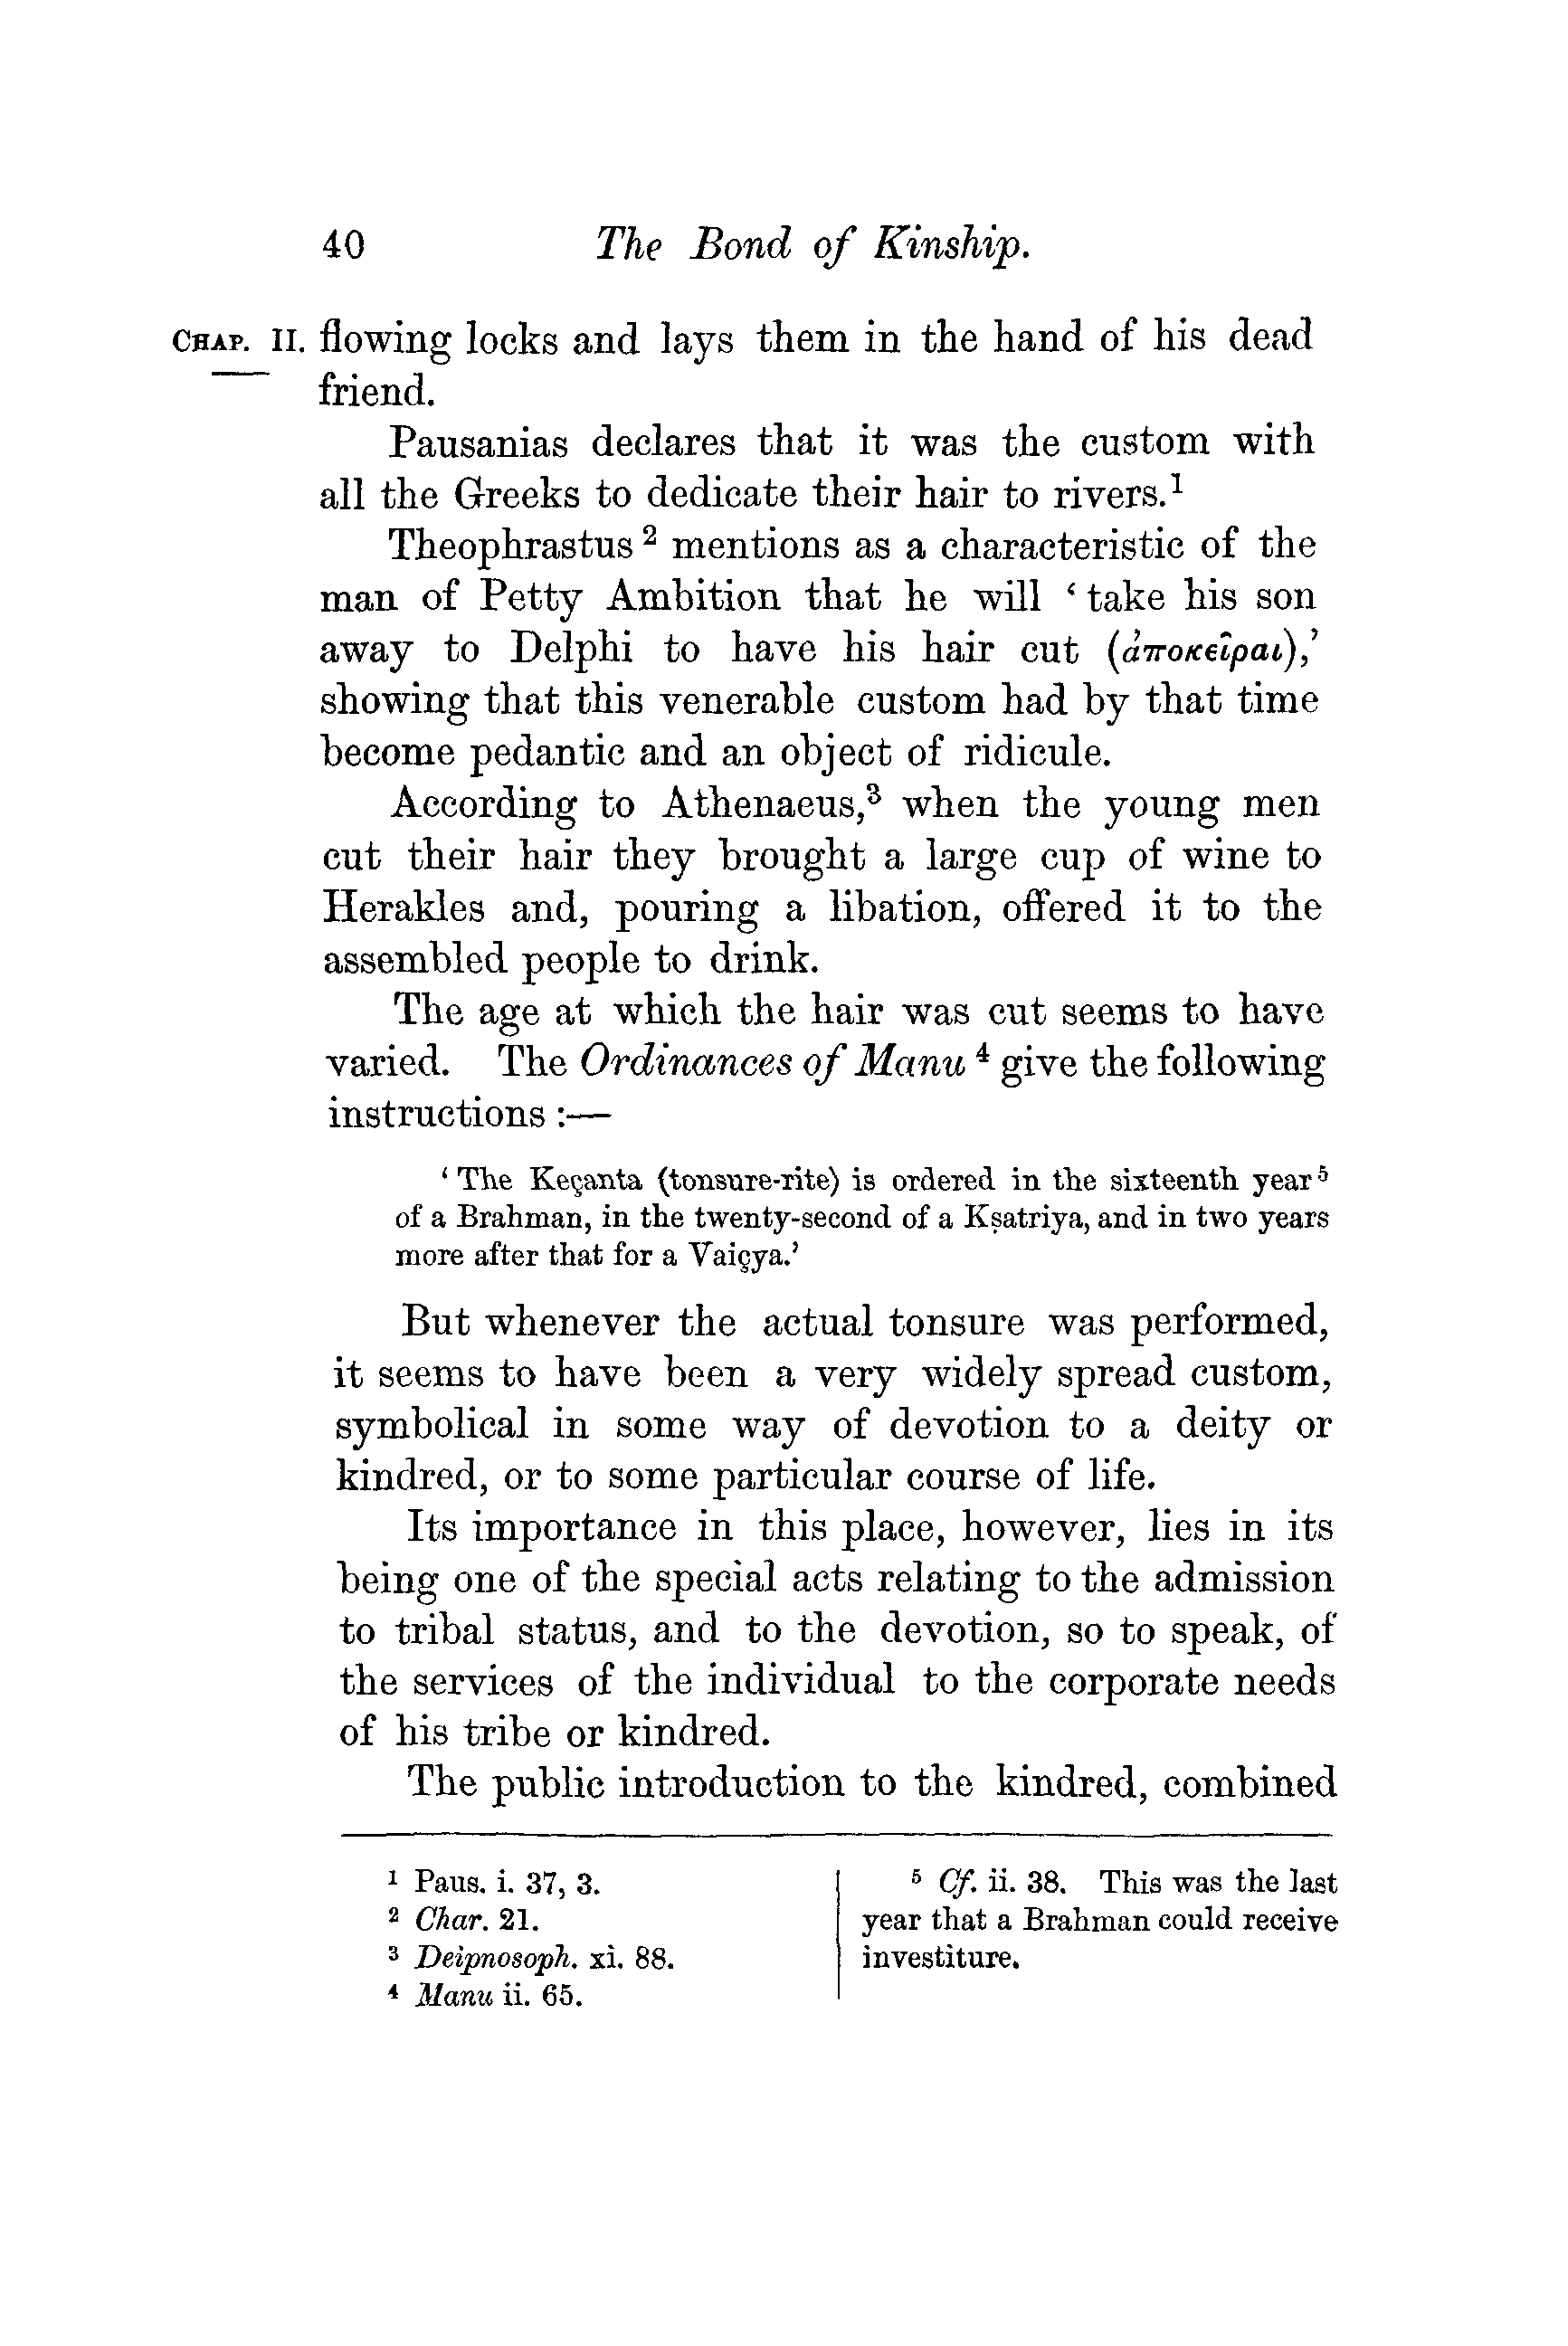 40 The Bond of Kinship.
CHAP. II. flowing locks and lays them in the hand of his dead
friend.
Pausanias declares that it was the custom with
all the Greeks to dedicate their hair to rivers.¹
Theophrastus² mentions as a characteristic of the
man of Petty Ambition that he will ‘take his son
away to Delphi to have his hair cut (ἀποκεῖραι),’
showing that this venerable custom had by that time
become pedantic and an object of ridicule.
According to Athenaeus,³ when the young men
cut their hair they brought a large cup of wine to
Herakles and, pouring a libation, offered it to the
assembled people to drink.
The age at which the hair was cut seems to have
varied. The Ordinances of Manu⁴ give the following
instructions :—
‘The Keçanta (tonsure-rite) is ordered in the sixteenth year⁵
of a Brahman, in the twenty-second of a Kṣatriya, and in two years
more after that for a Vaiçya.’
But whenever the actual tonsure was performed,
it seems to have been a very widely spread custom,
symbolical in some way of devotion to a deity or
kindred, or to some particular course of life.
Its importance in this place, however, lies in its
being one of the special acts relating to the admission
to tribal status, and to the devotion, so to speak, of
the services of the individual to the corporate needs
of his tribe or kindred.
The public introduction to the kindred, combined
¹ Paus. i. 37, 3.
² Char. 21.
³ Deipnosoph. xi. 88.
⁴ Manu ii. 65.
⁵ Cf. ii. 38. This was the last
year that a Brahman could receive
investiture.